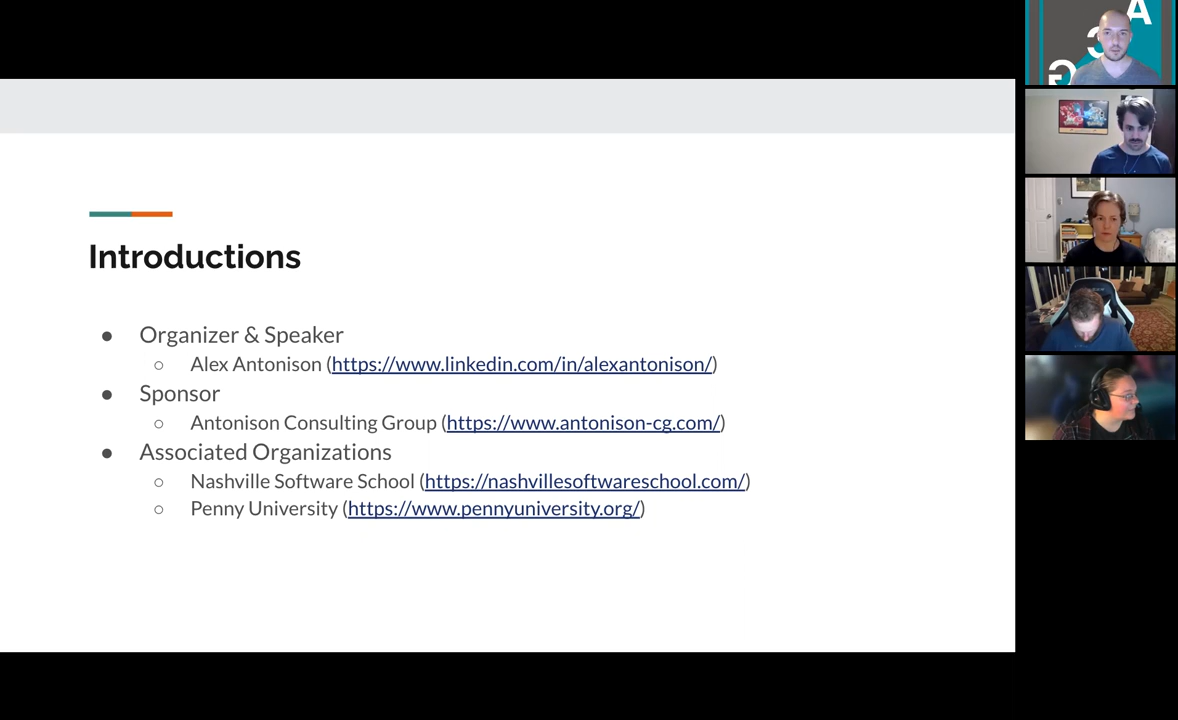 Introductions
● Organizer & Speaker
○ Alex Antonison (https://www.linkedin.com/in/alexantonison/)
● Sponsor
○ Antonison Consulting Group (https://www.antonison-cg.com/)
● Associated Organizations
○ Nashville Software School (https://nashvillesoftwareschool.com/)
○ Penny University (https://www.pennyuniversity.org/)
A
C
G